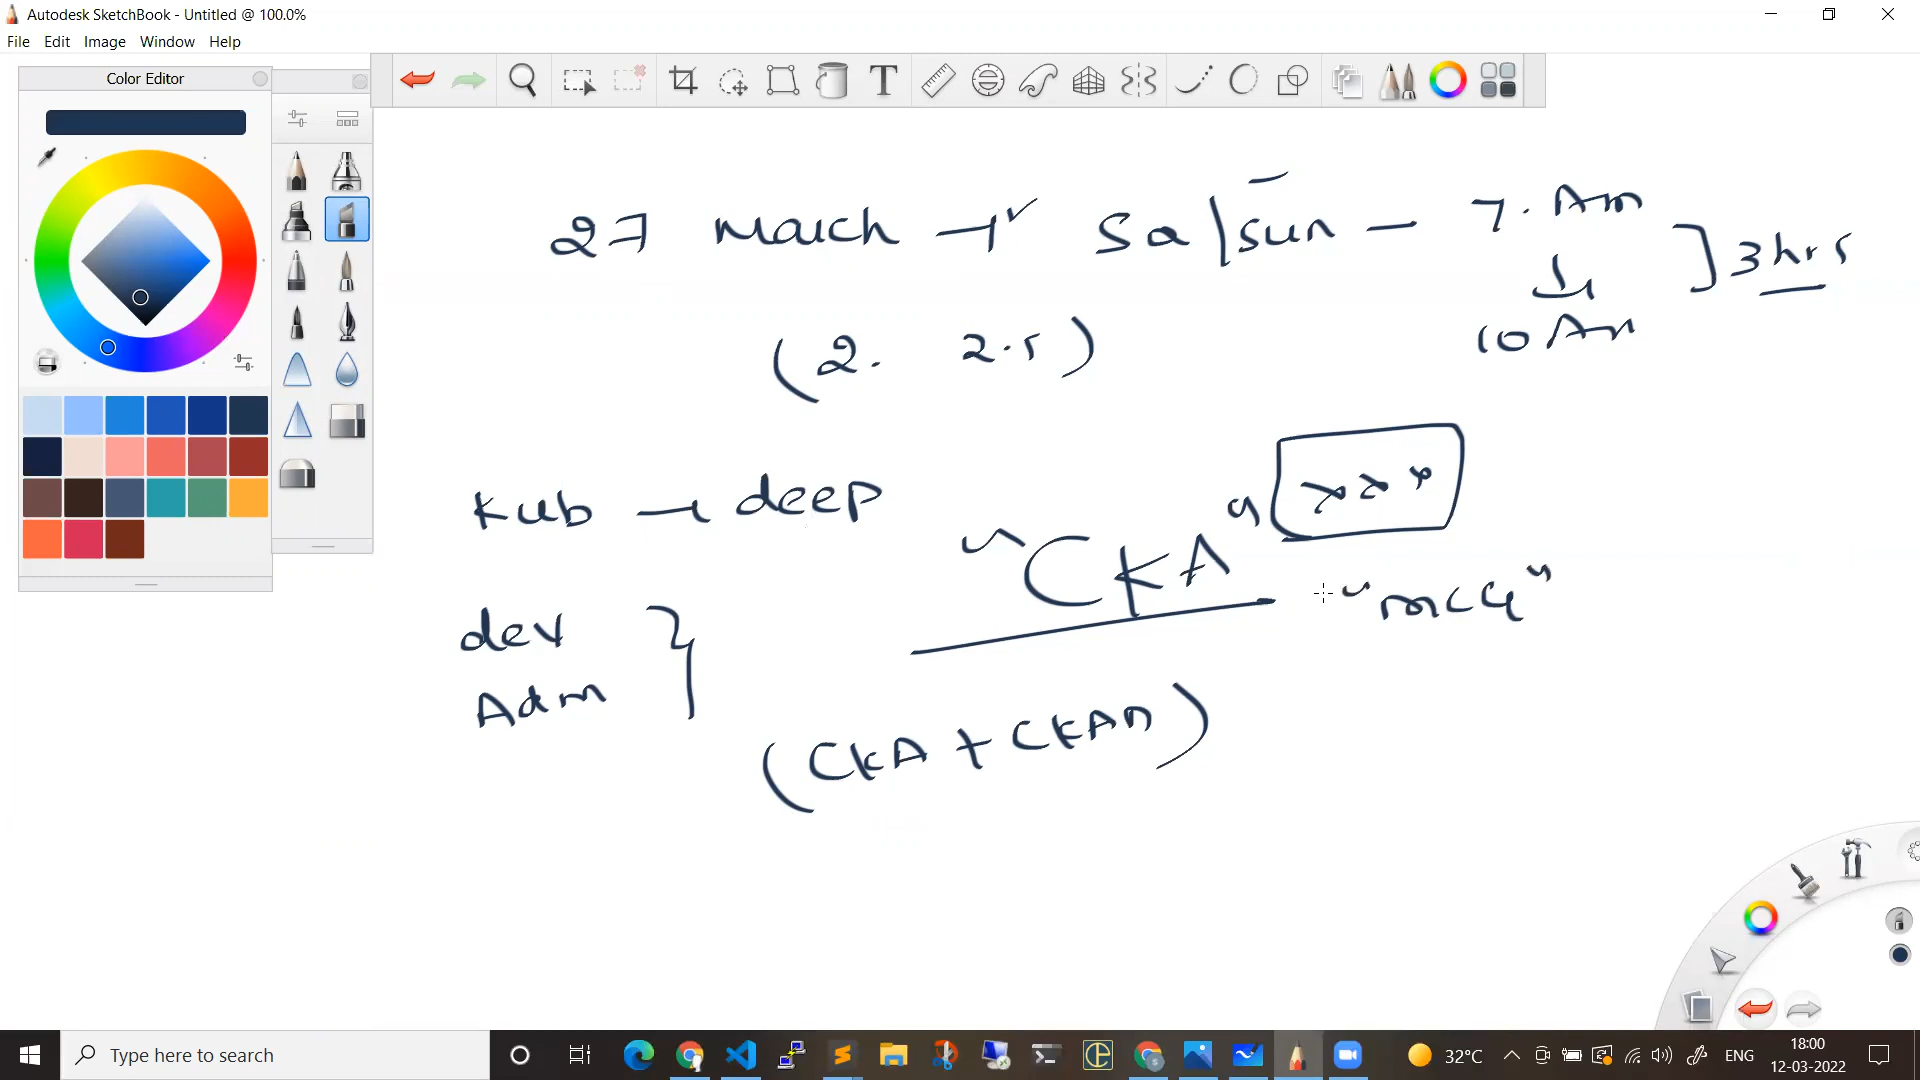 Autodesk SketchBook - Untitled @ 100.0%
File Edit Image Window Help
Color Editor
T
27 March → Sa/sun - 7. Am
3 hrs
10 Am
(2. 2.5)
kub → deep
"CKA" xxx
"mcq"
dev
Adm
(CKA + CKAD)
Type here to search
32°C
ENG
18:00
12-03-2022